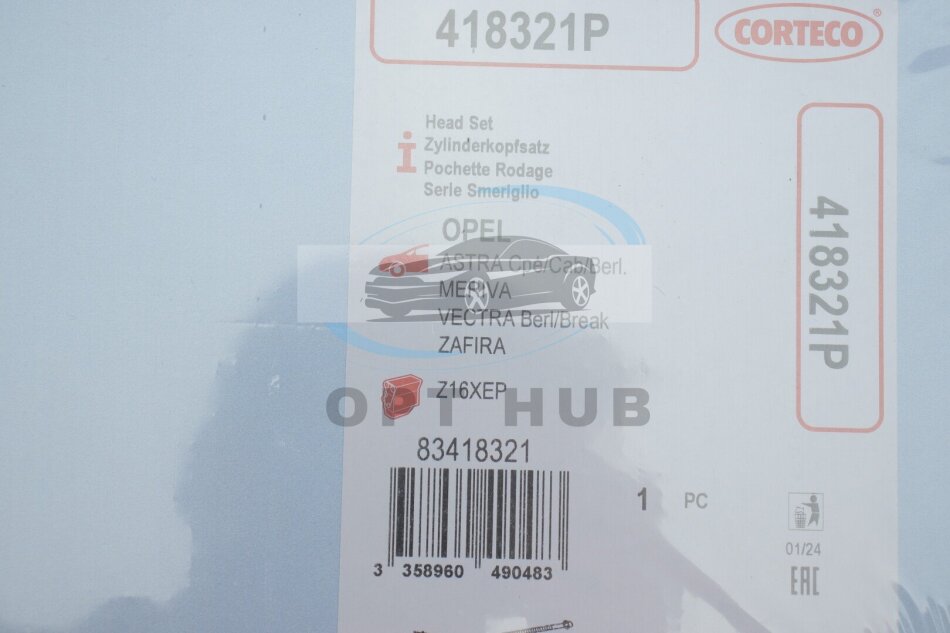 418321P
CORTECO®
Head Set
Zylinderkopfsatz
Pochette Rodage
Serie Smeriglio
OPEL
ASTRA Cpé/Cab/Berl.
MERIVA
VECTRA Berl/Break
ZAFIRA
Z16XEP
OPT HUB
83418321
3 358960 490483
1 PC
01/24
EAC
418321P